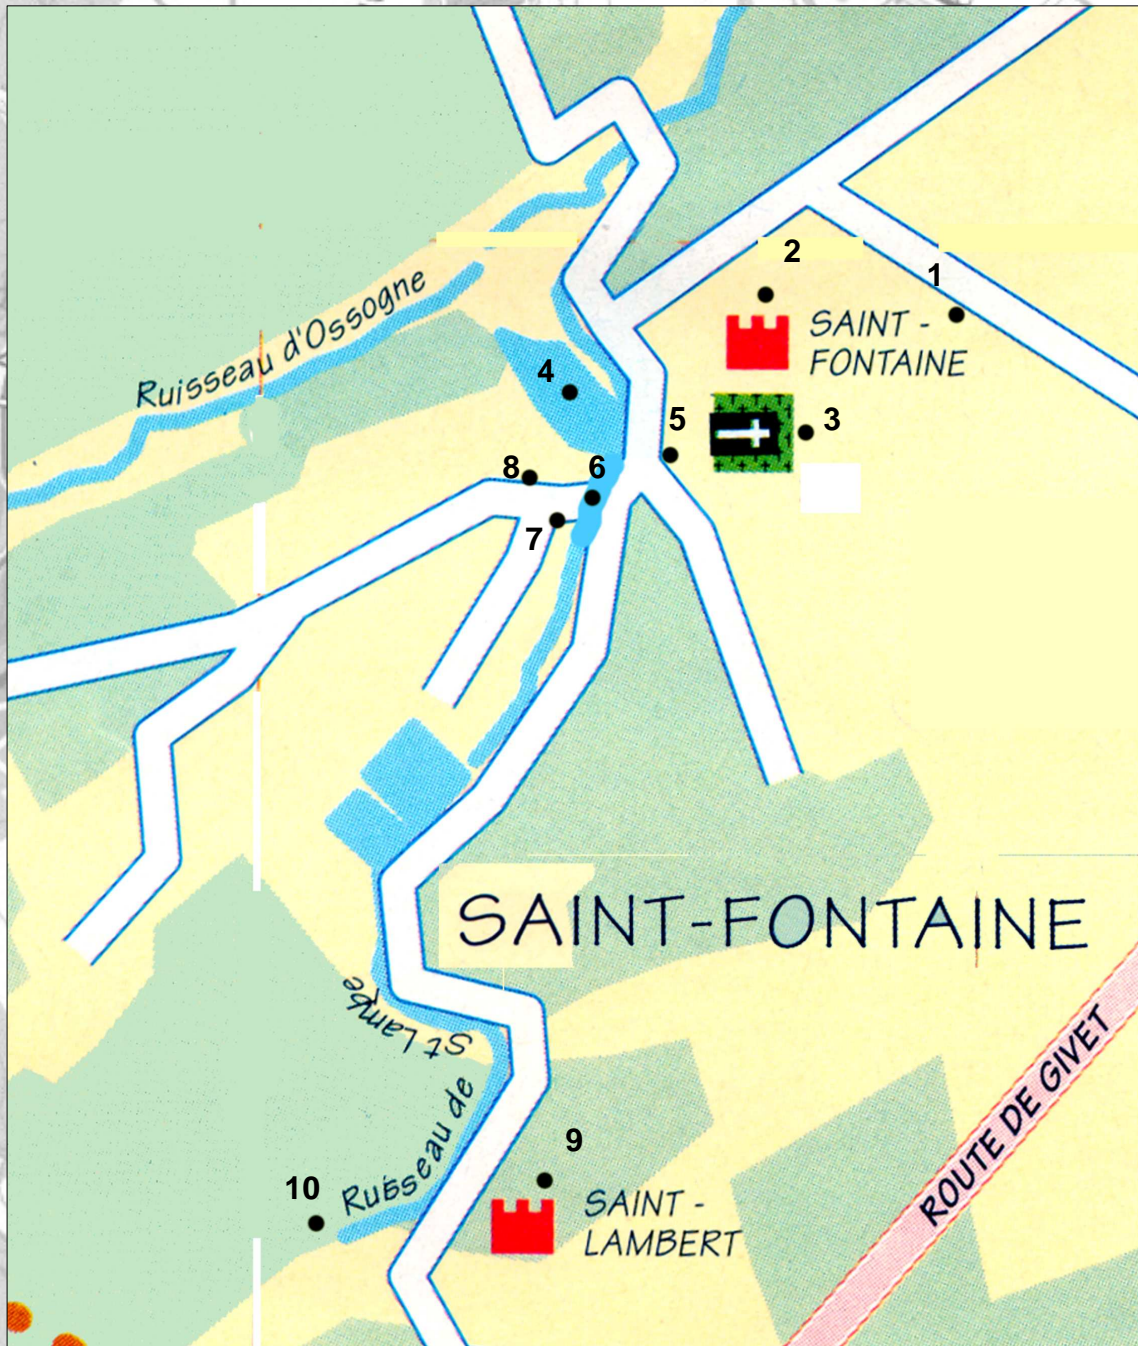 2
1
SAINT -
FONTAINE
Ruisseau d'Ossogne
4
5
3
8
6
7
SAINT-FONTAINE
St Lambe
Ruisseau de
ROUTE DE GIVET
9
10
SAINT -
LAMBERT